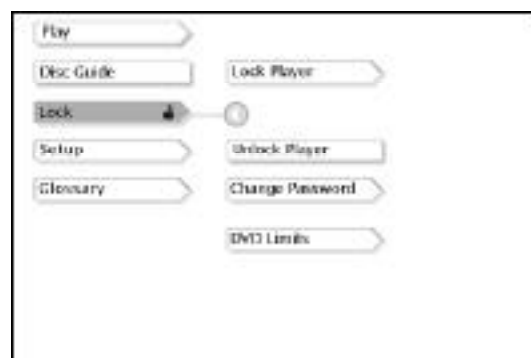 Play
Disc Guide
Lock
Setup
Glossary
Lock Player
Unlock Player
Change Password
DVD Limits